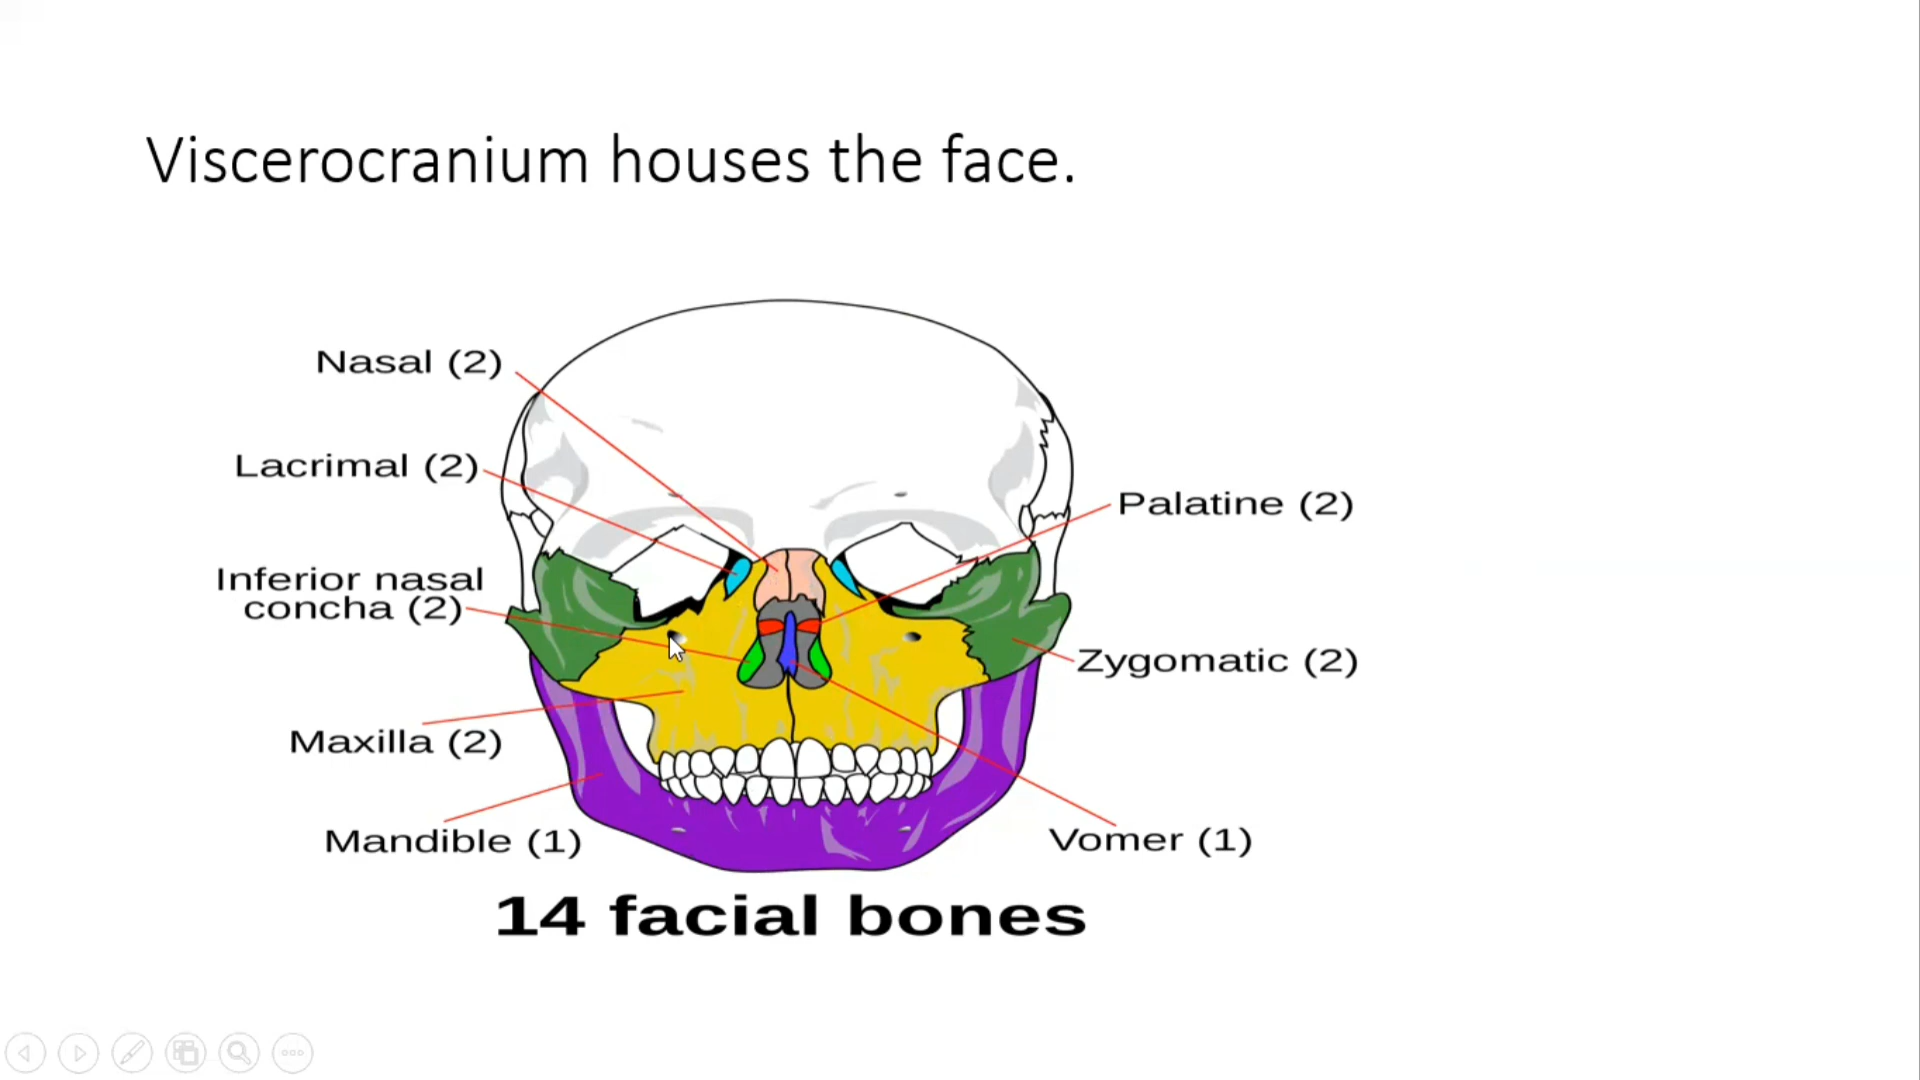 Viscerocranium houses the face.
Nasal (2)
Lacrimal (2)
Palatine (2)
Inferior nasal
concha (2)
Zygomatic (2)
Maxilla (2)
Mandible (1)
Vomer (1)
14 facial bones